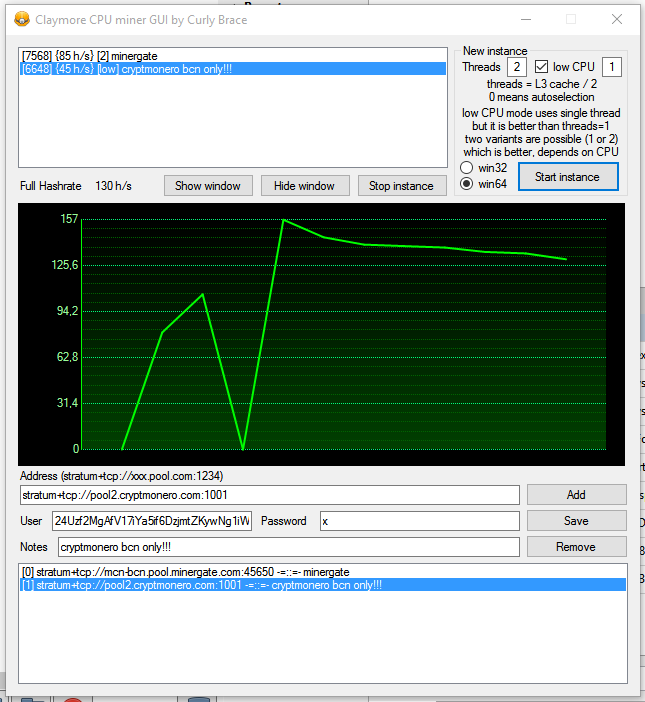 Claymore CPU miner GUI by Curly Brace
[7568] {85 h/s} [2] minergate
[6648] {45 h/s} [low] cryptmonero bcn only!!!
New instance
Threads 2 low CPU 1
threads = L3 cache / 2
0 means autoselection
low CPU mode uses single thread
but it is better than threads=1
two variants are possible (1 or 2)
which is better, depends on CPU
win32
win64
Start instance
Full Hashrate 130 h/s Show window Hide window Stop instance
157
125,6
94,2
62,8
31,4
0
Address (stratum+tcp://xxx.pool.com:1234)
stratum+tcp://pool2.cryptmonero.com:1001 Add
User 24Uzf2MgAfV17iYa5if6DzjmtZKywNg1iW Password x Save
Notes cryptmonero bcn only!!! Remove
[0] stratum+tcp://mcn-bcn.pool.minergate.com:45650 -=::=- minergate
[1] stratum+tcp://pool2.cryptmonero.com:1001 -=::=- cryptmonero bcn only!!!